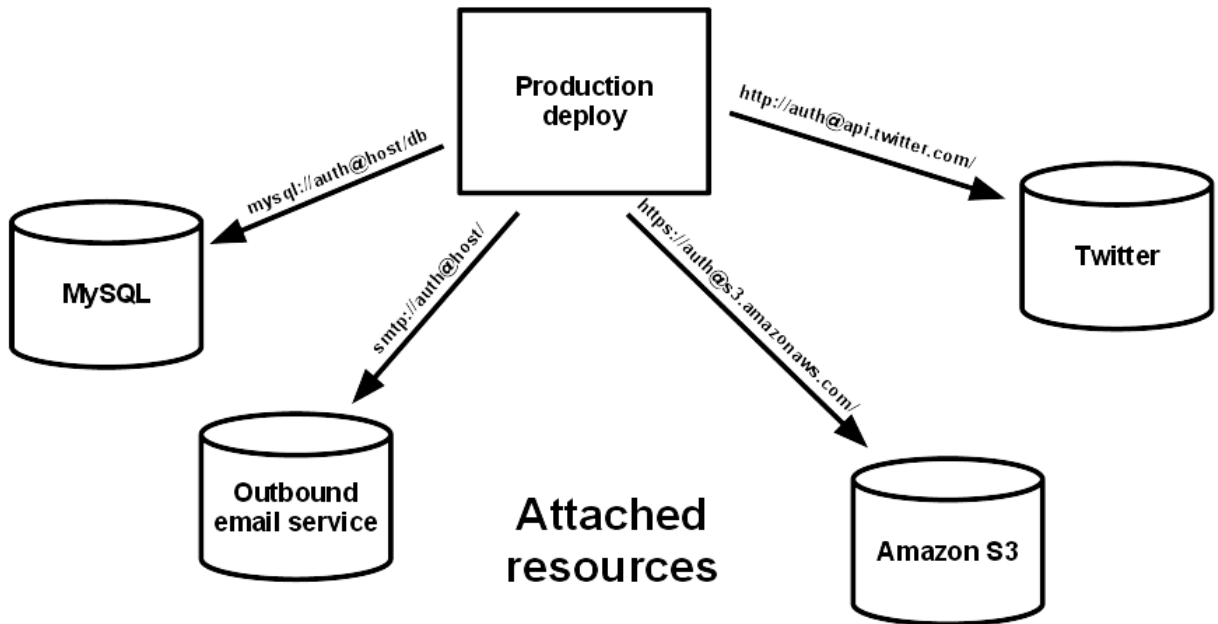 Production
deploy
mysql://auth@host/db
smtp://auth@host/
https://auth@s3.amazonaws.com/
http://auth@api.twitter.com/
MySQL
Twitter
Outbound
email service
Attached
resources
Amazon S3